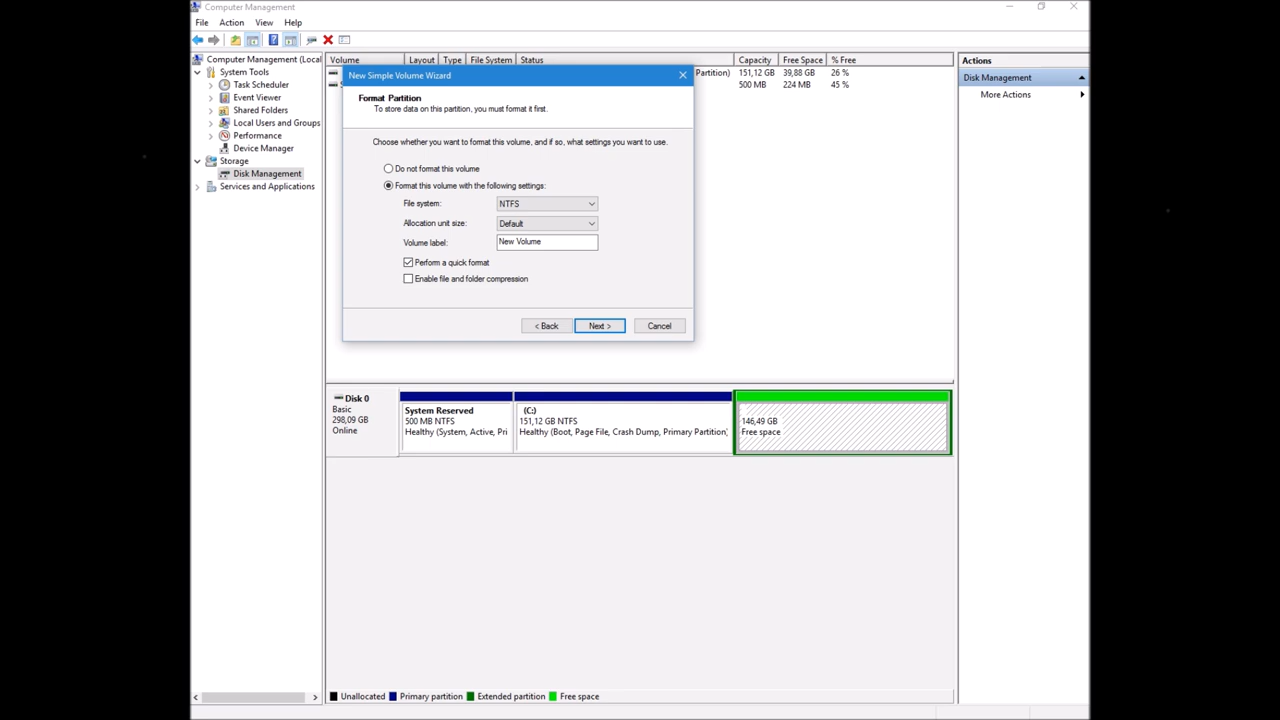 Computer Management
File Action View Help
Computer Management (Local
System Tools
Task Scheduler
Event Viewer
Shared Folders
Local Users and Groups
Performance
Device Manager
Storage
Disk Management
Services and Applications
Volume Layout Type File System Status Capacity Free Space % Free
Partition) 151,12 GB 39,88 GB 26 %
500 MB 224 MB 45 %
New Simple Volume Wizard
Format Partition
To store data on this partition, you must format it first.
Choose whether you want to format this volume, and if so, what settings you want to use.
Do not format this volume
Format this volume with the following settings:
File system: NTFS
Allocation unit size: Default
Volume label: New Volume
Perform a quick format
Enable file and folder compression
< Back Next > Cancel
Actions
Disk Management
More Actions
Disk 0
Basic
298,09 GB
Online
System Reserved
500 MB NTFS
Healthy (System, Active, Pri
(C:)
151,12 GB NTFS
Healthy (Boot, Page File, Crash Dump, Primary Partition)
146,49 GB
Free space
Unallocated Primary partition Extended partition Free space